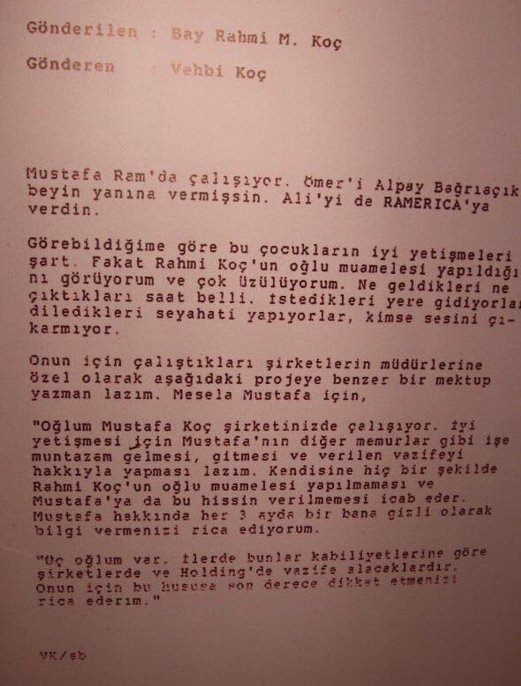 Gönderilen : Bay Rahmi M. Koç
Gönderen : Vehbi Koç
Mustafa Ram'da çalışıyor. Ömer'i Alpay Bağrıaçık
beyin yanına vermişsin. Ali'yi de RAMERICA'ya
verdin.
Görebildiğime göre bu çocukların iyi yetişmeleri
şart. Fakat Rahmi Koç'un oğlu muamelesi yapıldığı
nı görüyorum ve çok üzülüyorum. Ne geldikleri ne
çıktıkları saat belli. İstedikleri yere gidiyorlar
diledikleri seyahati yapıyorlar, kimse sesini çı-
karmıyor.
Onun için çalıştıkları şirketlerin müdürlerine
özel olarak aşağıdaki projeye benzer bir mektup
yazman lazım. Mesela Mustafa için,
"Oğlum Mustafa Koç şirketinizde çalışıyor. İyi
yetişmesi için Mustafa'nın diğer memurlar gibi işe
muntazam gelmesi, gitmesi ve verilen vazifeyi
hakkıyla yapması lazım. Kendisine hiç bir şekilde
Rahmi Koç'un oğlu muamelesi yapılmaması ve
Mustafa'ya da bu hissin verilmemesi icab eder.
Mustafa hakkında her 3 ayda bir bana gizli olarak
bilgi vermenizi rica ediyorum.
"Üç oğlum var. İlerde bunlar kabiliyetlerine göre
şirketlerde ve Holding'de vazife alacaklardır.
Onun için bu hususa son derece dikkat etmenizi
rica ederim."
VK/şb